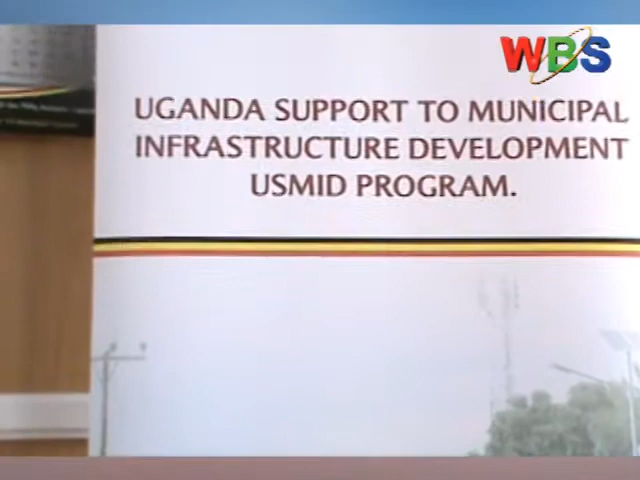 WBS
UGANDA SUPPORT TO MUNICIPAL
INFRASTRUCTURE DEVELOPMENT
USMID PROGRAM.